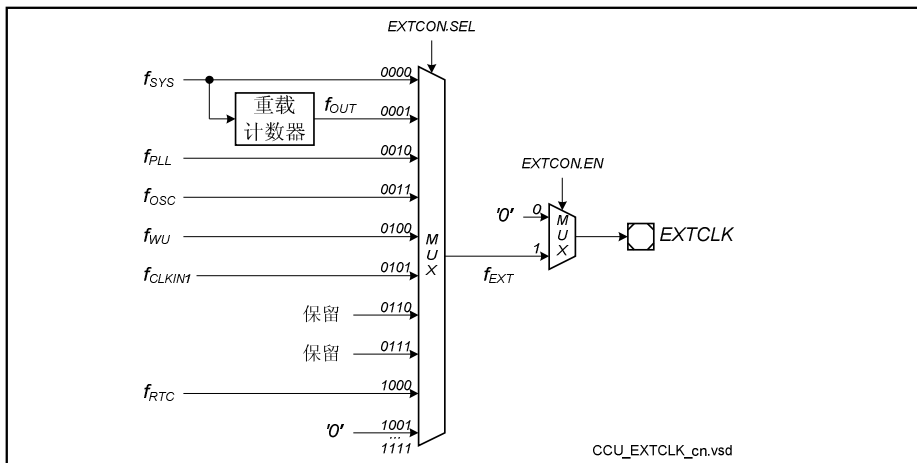 EXTCON.SEL
fSYS 0000
重载
计数器
fOUT 0001
fPLL 0010
EXTCON.EN
fOSC 0011
'0' 0
fWU 0100
MUX
MUX
EXTCLK
1
fCLKIN1 0101
fEXT
保留 0110
保留 0111
fRTC 1000
'0' 1001
...
1111
CCU_EXTCLK_cn.vsd